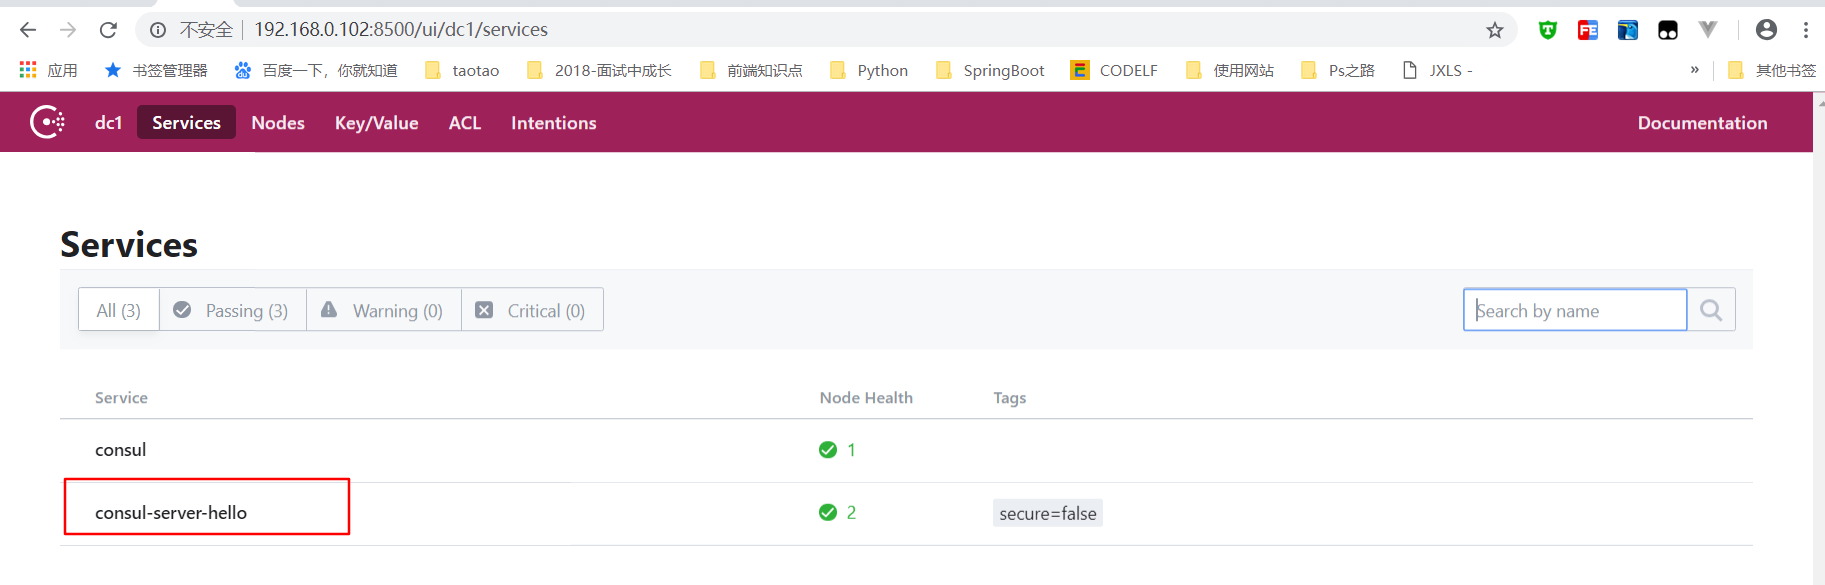 不安全 192.168.0.102:8500/ui/dc1/services
应用 书签管理器 百度一下，你就知道 taotao 2018-面试中成长 前端知识点 Python SpringBoot CODELF 使用网站 Ps之路 JXLS - » 其他书签
dc1 Services Nodes Key/Value ACL Intentions Documentation
Services
All (3) Passing (3) Warning (0) Critical (0) Search by name
Service Node Health Tags
consul 1
consul-server-hello 2 secure=false